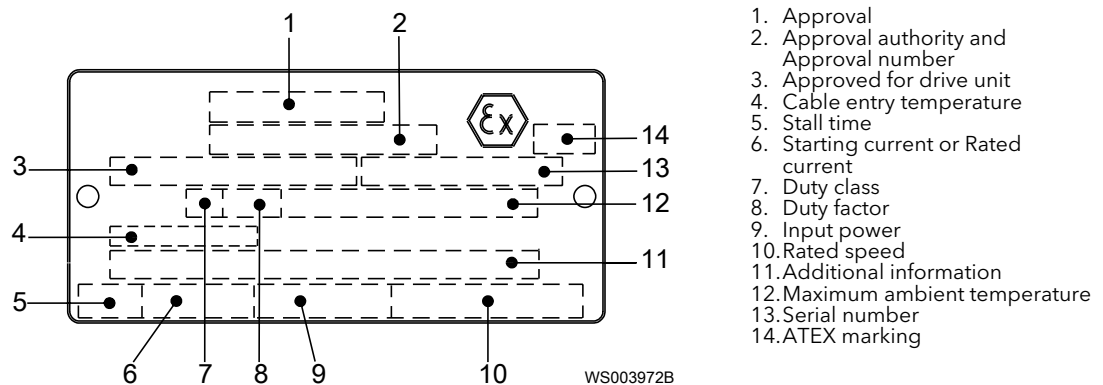 1
2
3
4
5
6
7
8
9
10
11
12
13
14
Ex
WS003972B
1. Approval
2. Approval authority and
Approval number
3. Approved for drive unit
4. Cable entry temperature
5. Stall time
6. Starting current or Rated
current
7. Duty class
8. Duty factor
9. Input power
10.Rated speed
11.Additional information
12.Maximum ambient temperature
13.Serial number
14.ATEX marking